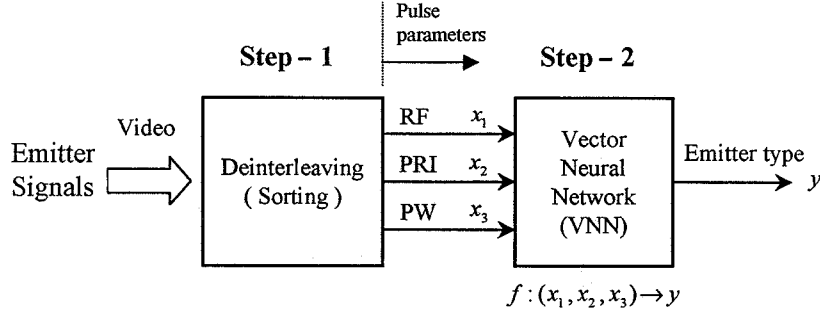 Pulse
parameters
Step – 1
Step – 2
Emitter
Signals
Video
Deinterleaving
( Sorting )
RF x₁
PRI x₂
PW x₃
Vector
Neural
Network
(VNN)
Emitter type
y
f : (x₁, x₂, x₃) → y